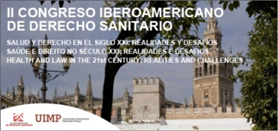 II CONGRESO IBEROAMERICANO
DE DERECHO SANITARIO
SALUD Y DERECHO EN EL SIGLO XXI: REALIDADES Y DESAFÍOS
SAÚDE E DIREITO NO SÉCULO XXI: REALIDADES E DESAFIOS
HEALTH AND LAW IN THE 21st CENTURY: REALITIES AND CHALLENGES
UIMP